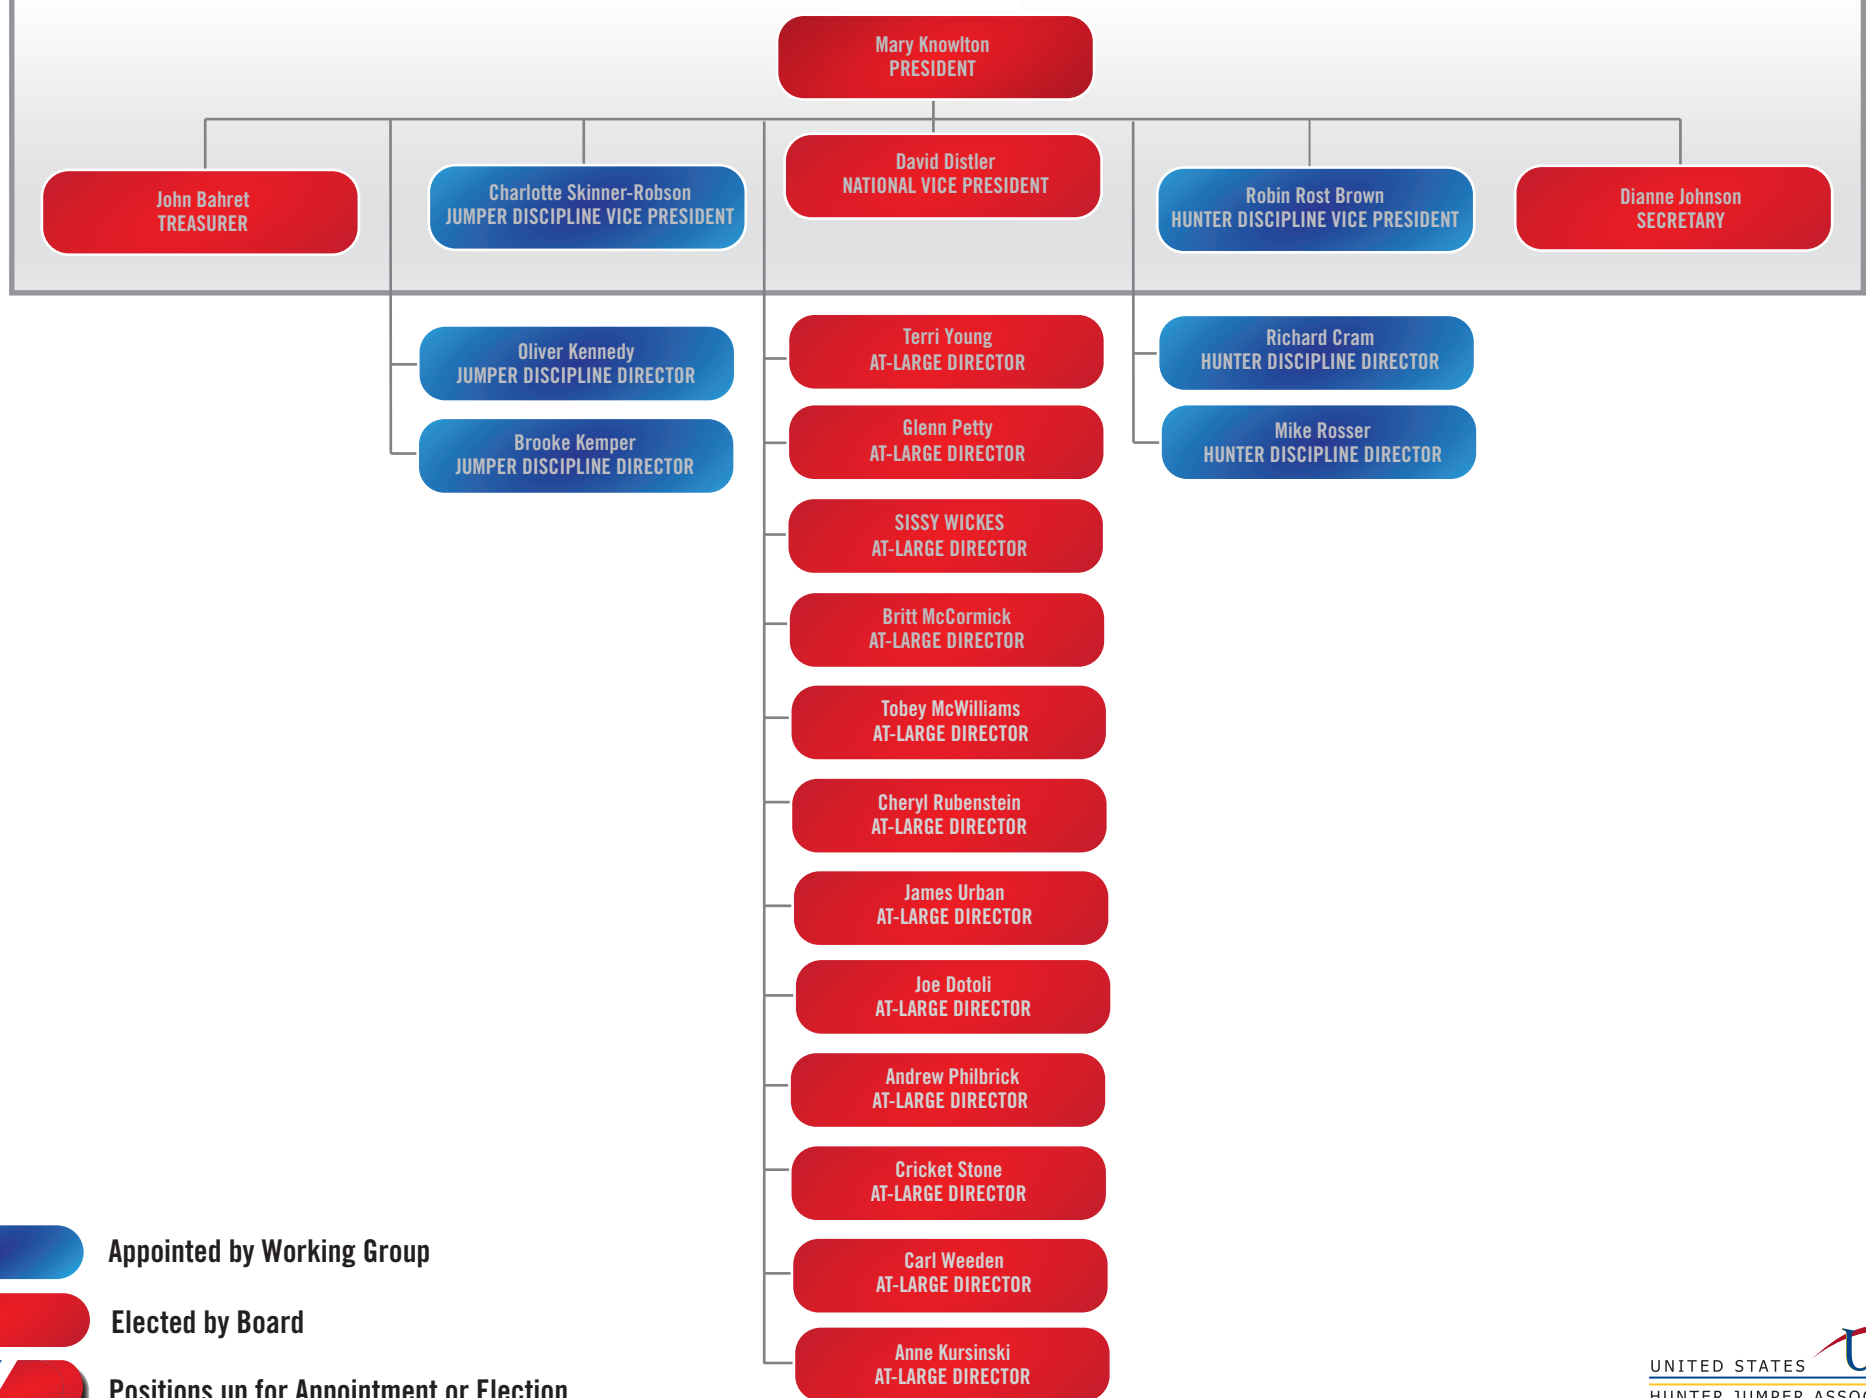 Mary Knowlton
PRESIDENT
John Bahret
TREASURER
Charlotte Skinner-Robson
JUMPER DISCIPLINE VICE PRESIDENT
David Distler
NATIONAL VICE PRESIDENT
Robin Rost Brown
HUNTER DISCIPLINE VICE PRESIDENT
Dianne Johnson
SECRETARY
Oliver Kennedy
JUMPER DISCIPLINE DIRECTOR
Brooke Kemper
JUMPER DISCIPLINE DIRECTOR
Terri Young
AT-LARGE DIRECTOR
Glenn Petty
AT-LARGE DIRECTOR
SISSY WICKES
AT-LARGE DIRECTOR
Britt McCormick
AT-LARGE DIRECTOR
Tobey McWilliams
AT-LARGE DIRECTOR
Cheryl Rubenstein
AT-LARGE DIRECTOR
James Urban
AT-LARGE DIRECTOR
Joe Dotoli
AT-LARGE DIRECTOR
Andrew Philbrick
AT-LARGE DIRECTOR
Cricket Stone
AT-LARGE DIRECTOR
Carl Weeden
AT-LARGE DIRECTOR
Anne Kursinski
AT-LARGE DIRECTOR
Richard Cram
HUNTER DISCIPLINE DIRECTOR
Mike Rosser
HUNTER DISCIPLINE DIRECTOR
Appointed by Working Group
Elected by Board
Positions up for Appointment or Election
UNITED STATES
HUNTER JUMPER